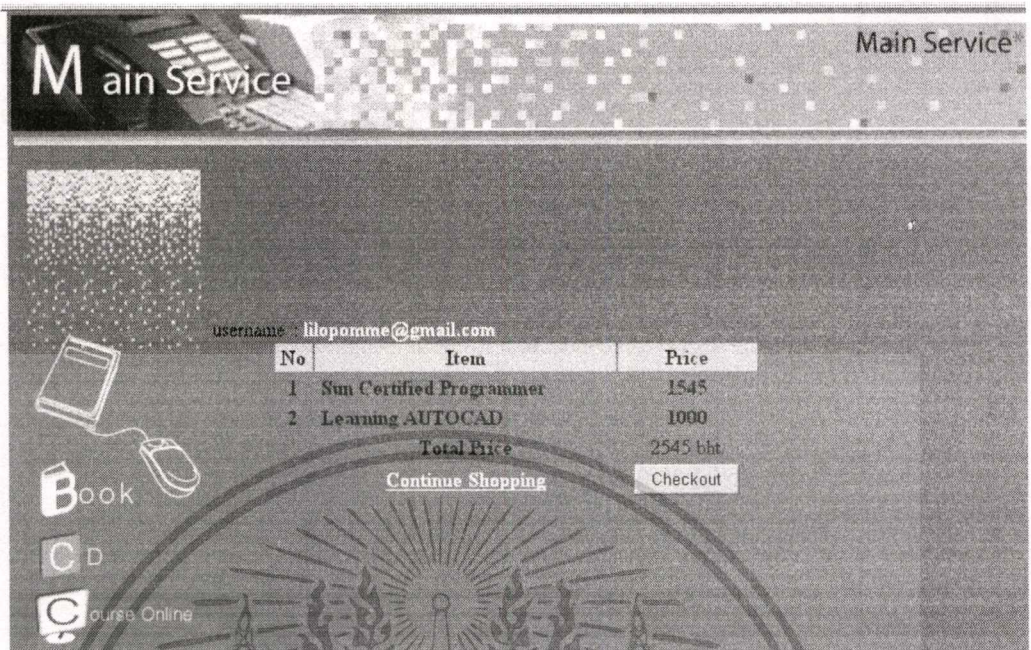 Main Service*
Main Service
username : lilopomme@gmail.com
No Item Price
1 Sun Certified Programmer 1545
2 Learning AUTOCAD 1000
Total Price 2545 bht
Continue Shopping Checkout
Book
CD
Course Online